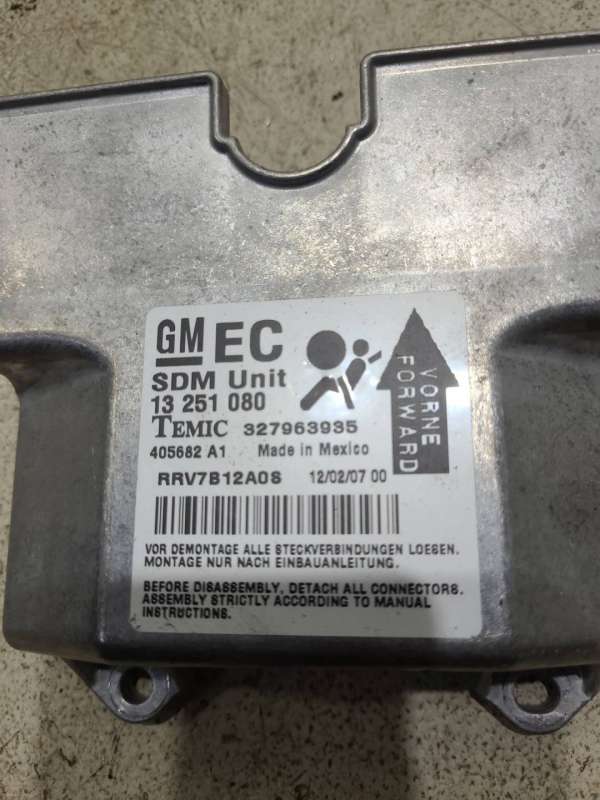 GM EC
SDM Unit
13 251 080
TEMIC 327963935
405682 A1 Made in Mexico
RRV7B12A0S 12/02/07 00
VORNE
FORWARD
VOR DEMONTAGE ALLE STECKVERBINDUNGEN LOESEN.
MONTAGE NUR NACH EINBAUANLEITUNG.
BEFORE DISASSEMBLY, DETACH ALL CONNECTORS.
ASSEMBLY STRICTLY ACCORDING TO MANUAL
INSTRUCTIONS.